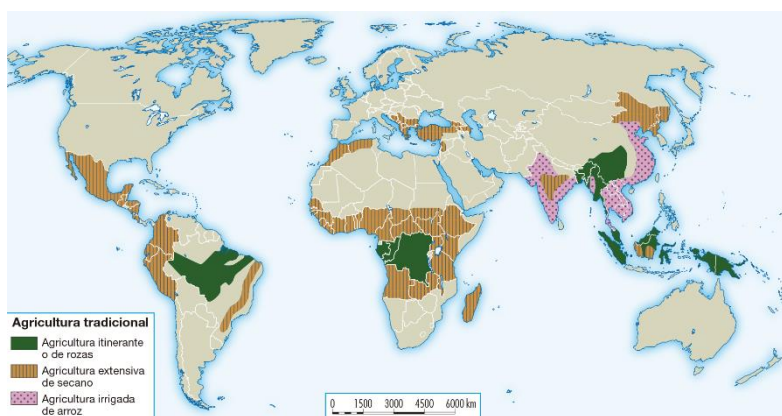 Agricultura tradicional
Agricultura itinerante
o de rozas
Agricultura extensiva
de secano
Agricultura irrigada
de arroz
0 1500 3000 4500 6000 km